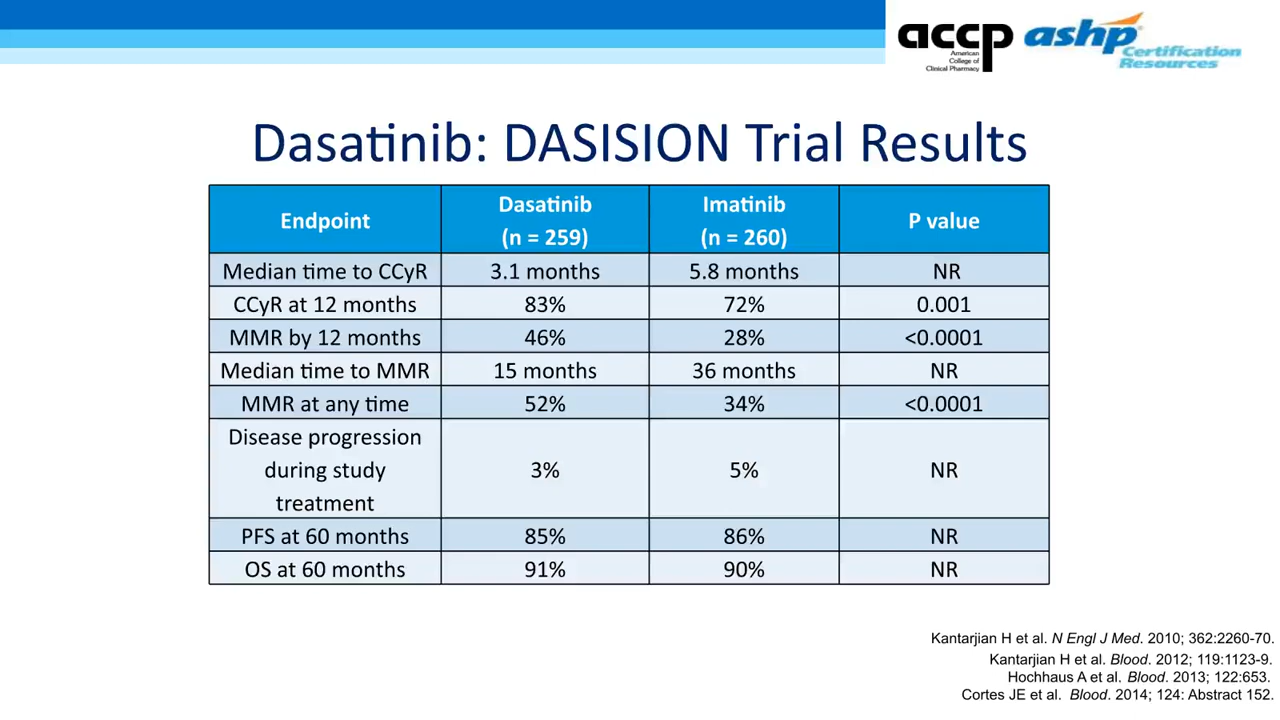 accp
American
College of
Clinical Pharmacy
ashp
Certification
Resources
Dasatinib: DASISION Trial Results
Endpoint Dasatinib (n = 259) Imatinib (n = 260) P value
Median time to CCyR 3.1 months 5.8 months NR
CCyR at 12 months 83% 72% 0.001
MMR by 12 months 46% 28% <0.0001
Median time to MMR 15 months 36 months NR
MMR at any time 52% 34% <0.0001
Disease progression
during study 3% 5% NR
treatment
PFS at 60 months 85% 86% NR
OS at 60 months 91% 90% NR
Kantarjian H et al. N Engl J Med. 2010; 362:2260-70.
Kantarjian H et al. Blood. 2012; 119:1123-9.
Hochhaus A et al. Blood. 2013; 122:653.
Cortes JE et al. Blood. 2014; 124: Abstract 152.